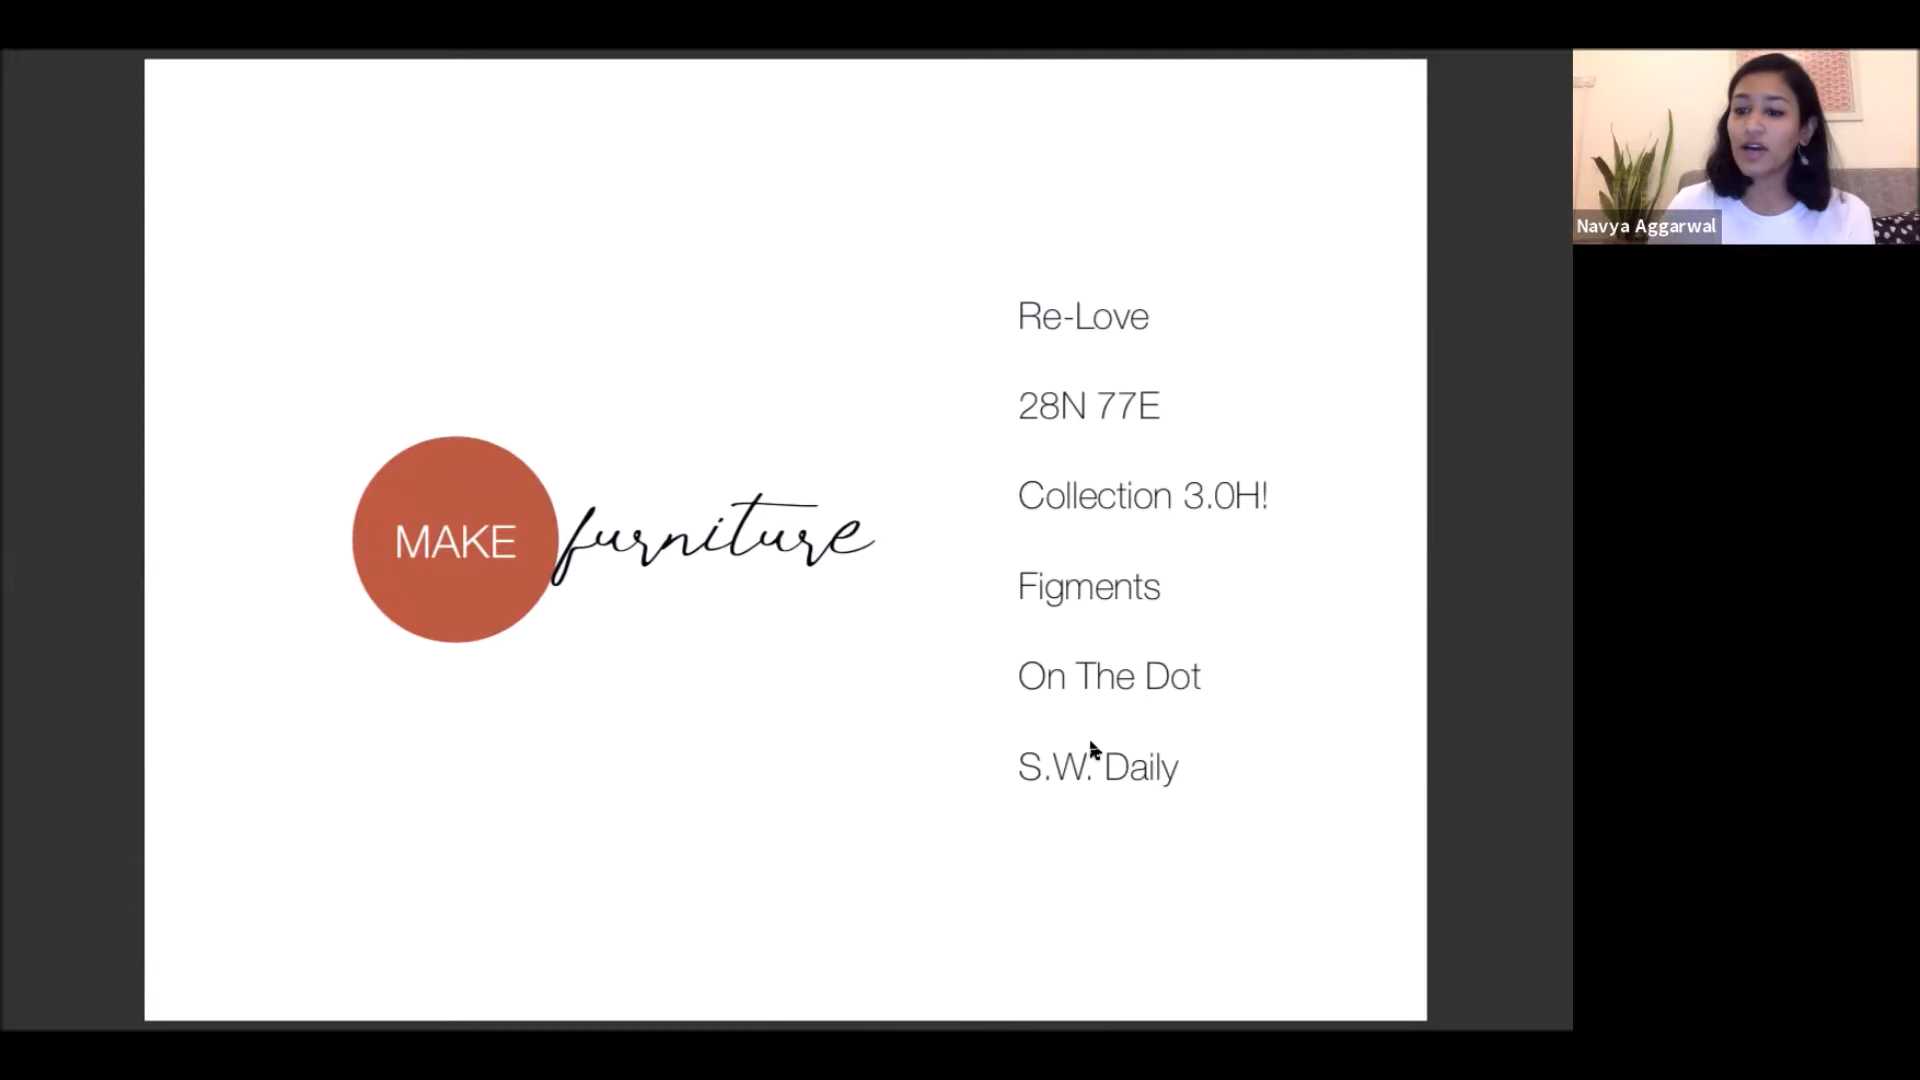 MAKE furniture
Re-Love
28N 77E
Collection 3.0H!
Figments
On The Dot
S.W. Daily
Navya Aggarwal